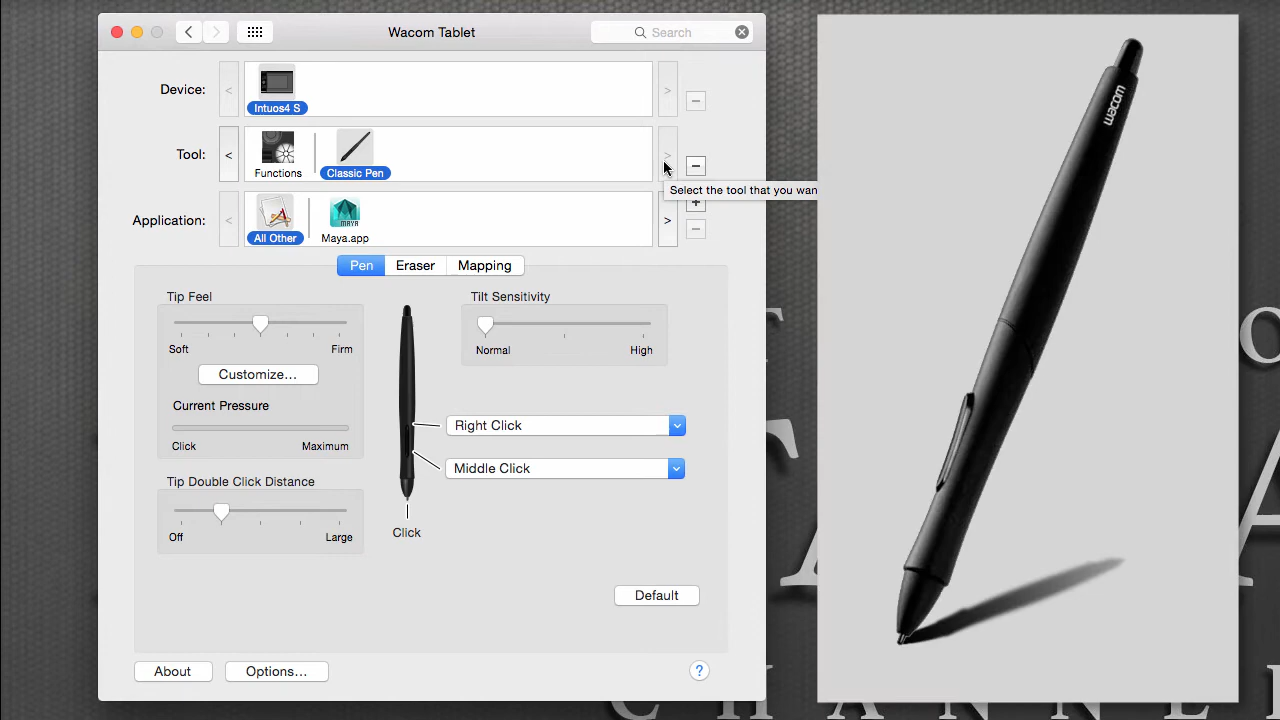 Wacom Tablet
Search
Device:
Intuos4 S
Tool:
Functions
Classic Pen
Select the tool that you wan
Application:
All Other
MAYA
Maya.app
Pen
Eraser
Mapping
Tip Feel
Soft
Firm
Customize...
Current Pressure
Click
Maximum
Tip Double Click Distance
Off
Large
Tilt Sensitivity
Normal
High
Right Click
Middle Click
Click
Default
About
Options...
?
wacom